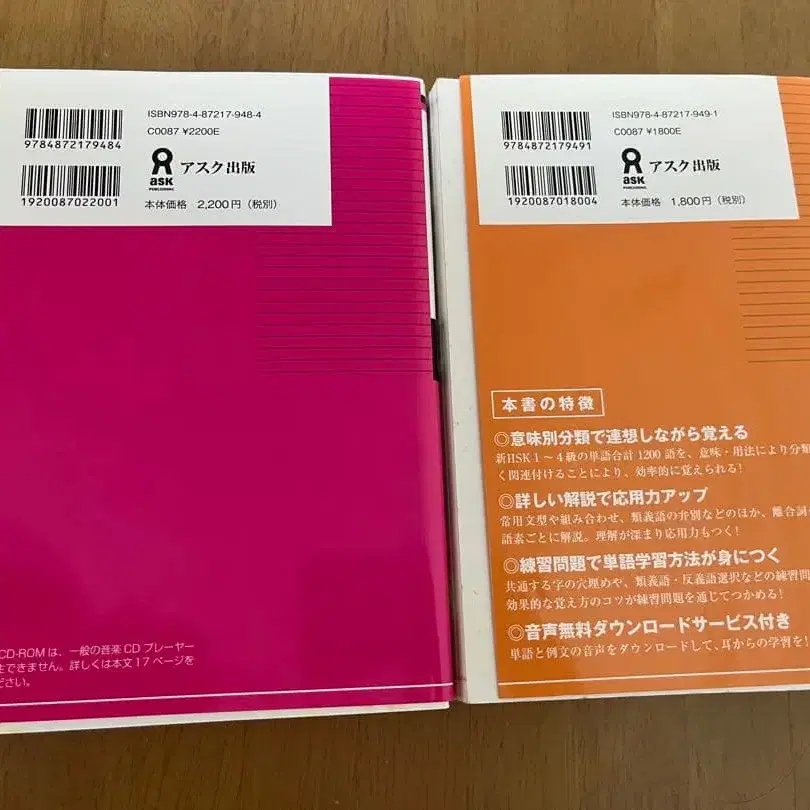 ISBN978-4-87217-948-4
C0087 ¥2200E
9784872179484
アスク出版
ask
PUBLISHING
1920087022001
本体価格 2,200円(税別)
CD-ROMは、一般の音楽CDプレーヤー
生できません。詳しくは本文17ページを
ださい。
ISBN978-4-87217-949-1
C0087 ¥1800E
9784872179491
アスク出版
ask
PUBLISHING
1920087018004
本体価格 1,800円(税別)
本書の特徴
◎意味別分類で連想しながら覚える
新HSK1~4級の単語合計1200語を、意味・用法により分類
く関連付けることにより、効率的に覚えられる!
◎詳しい解説で応用力アップ
常用文型や組み合わせ、類義語の弁別などのほか、離合詞
語素ごとに解説。理解が深まり応用力もつく!
◎練習問題で単語学習方法が身につく
共通する字の穴埋めや、類義語・反義語選択などの練習問
効果的な覚え方のコツが練習問題を通じてつかめる!
◎音声無料ダウンロードサービス付き
単語と例文の音声をダウンロードして、耳からの学習を!